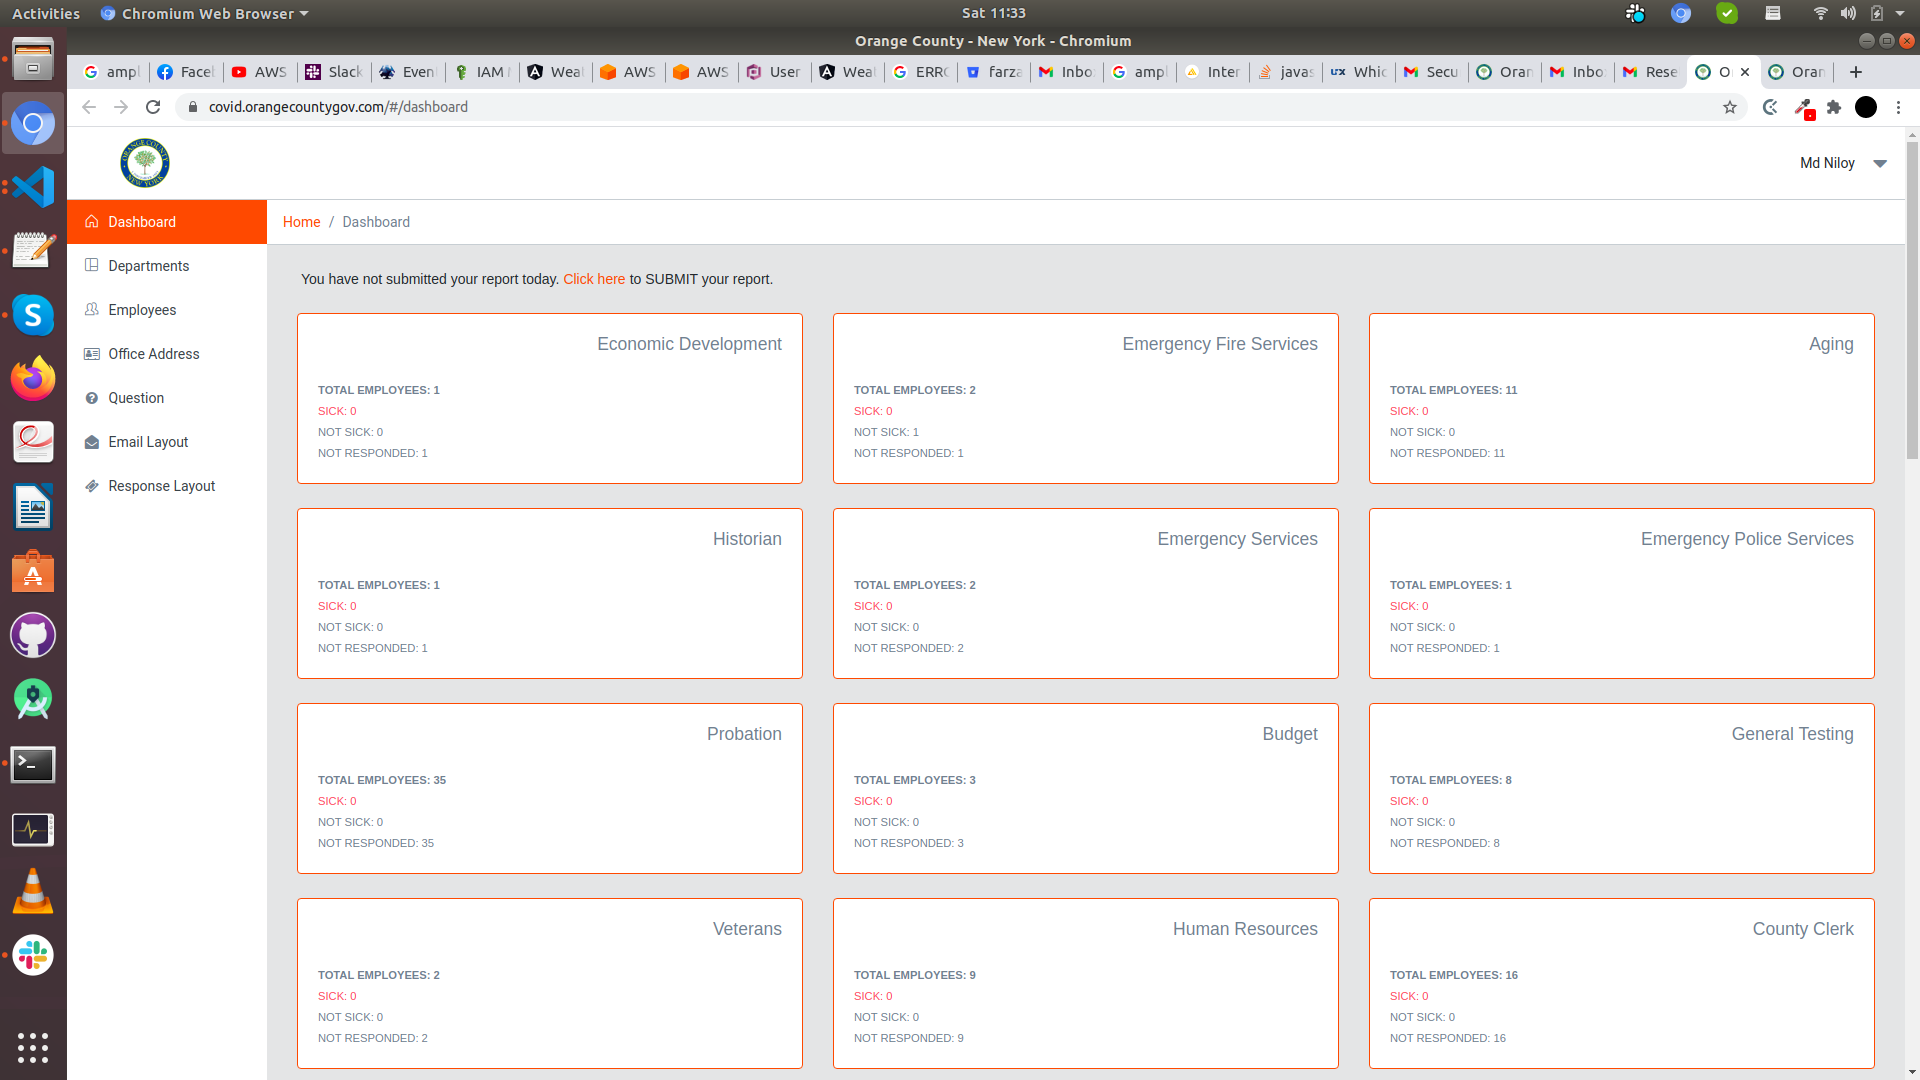 Activities Chromium Web Browser Sat 11:33
Orange County - New York - Chromium
ampl Facel AWS Slack Even IAM Weat AWS AWS User Weat ERRC farza Inbo: ampl Inter javas ux Whic Secu Oran Inbo: Rese O Oran
covid.orangecountygov.com/#/dashboard
ORANGE COUNTY
NEW YORK
Md Niloy
Dashboard
Home / Dashboard
Departments
Employees
Office Address
Question
Email Layout
Response Layout
You have not submitted your report today. Click here to SUBMIT your report.
Economic Development
TOTAL EMPLOYEES: 1
SICK: 0
NOT SICK: 0
NOT RESPONDED: 1
Emergency Fire Services
TOTAL EMPLOYEES: 2
SICK: 0
NOT SICK: 1
NOT RESPONDED: 1
Aging
TOTAL EMPLOYEES: 11
SICK: 0
NOT SICK: 0
NOT RESPONDED: 11
Historian
TOTAL EMPLOYEES: 1
SICK: 0
NOT SICK: 0
NOT RESPONDED: 1
Emergency Services
TOTAL EMPLOYEES: 2
SICK: 0
NOT SICK: 0
NOT RESPONDED: 2
Emergency Police Services
TOTAL EMPLOYEES: 1
SICK: 0
NOT SICK: 0
NOT RESPONDED: 1
Probation
TOTAL EMPLOYEES: 35
SICK: 0
NOT SICK: 0
NOT RESPONDED: 35
Budget
TOTAL EMPLOYEES: 3
SICK: 0
NOT SICK: 0
NOT RESPONDED: 3
General Testing
TOTAL EMPLOYEES: 8
SICK: 0
NOT SICK: 0
NOT RESPONDED: 8
Veterans
TOTAL EMPLOYEES: 2
SICK: 0
NOT SICK: 0
NOT RESPONDED: 2
Human Resources
TOTAL EMPLOYEES: 9
SICK: 0
NOT SICK: 0
NOT RESPONDED: 9
County Clerk
TOTAL EMPLOYEES: 16
SICK: 0
NOT SICK: 0
NOT RESPONDED: 16